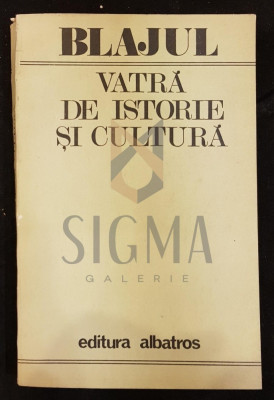 BLAJUL
VATRĂ
DE ISTORIE
ȘI CULTURĂ
SIGMA
GALERIE
editura albatros